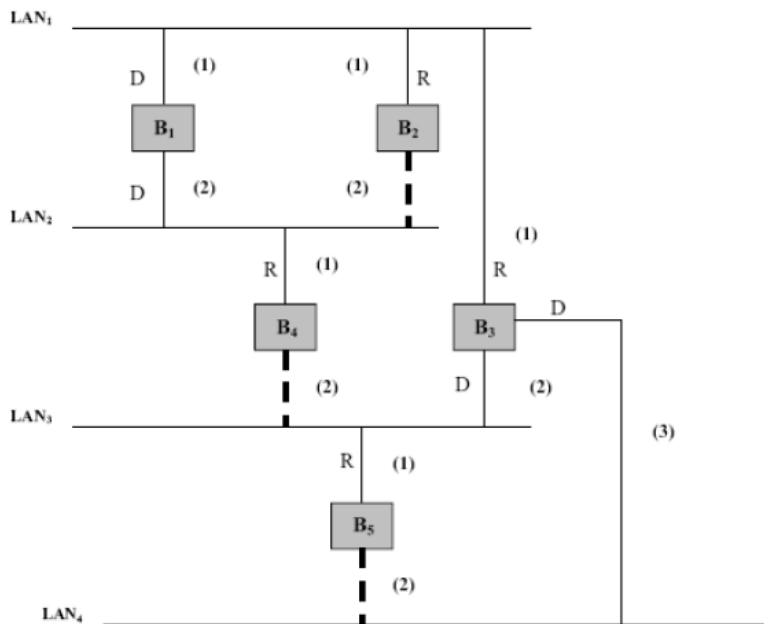 LAN₁
D (1) (1) R
B₁ B₂
D (2) (2)
LAN₂
(1)
R (1) R
D
B₄ B₃
(2) D (2)
LAN₃
(3)
R (1)
B₅
(2)
LAN₄